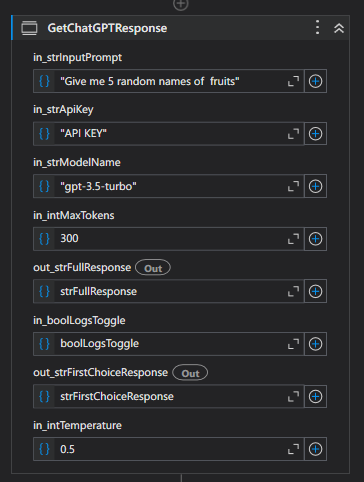 GetChatGPTResponse
in_strInputPrompt
"Give me 5 random names of  fruits"
in_strApiKey
"API KEY"
in_strModelName
"gpt-3.5-turbo"
in_intMaxTokens
300
out_strFullResponse Out
strFullResponse
in_boolLogsToggle
boolLogsToggle
out_strFirstChoiceResponse Out
strFirstChoiceResponse
in_intTemperature
0.5